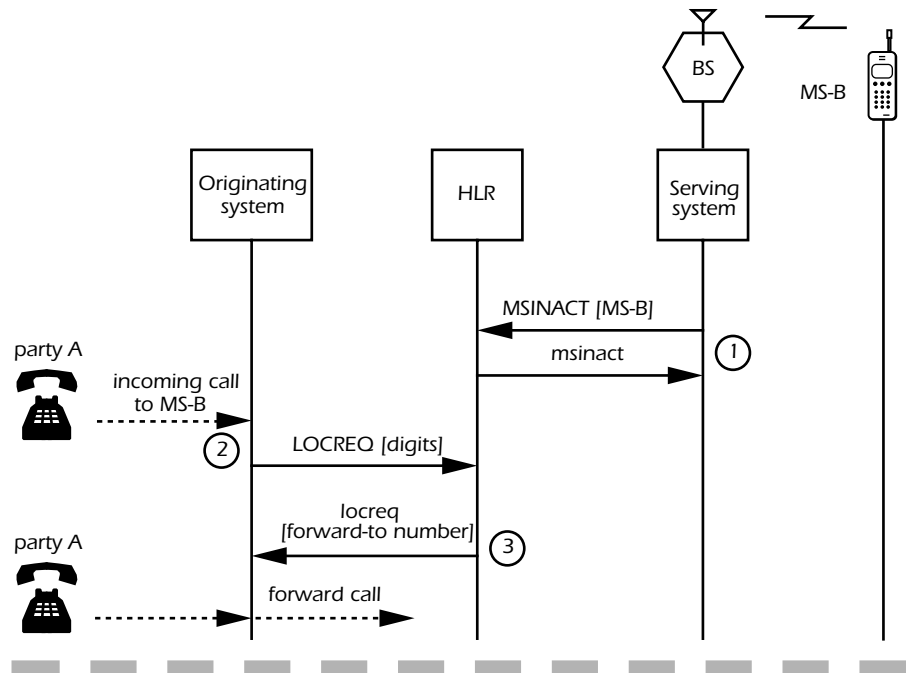 BS
MS-B
Originating
system
HLR
Serving
system
MSINACT [MS-B]
msinact
1
party A
incoming call
to MS-B
2
LOCREQ [digits]
locreq
[forward-to number]
3
party A
forward call